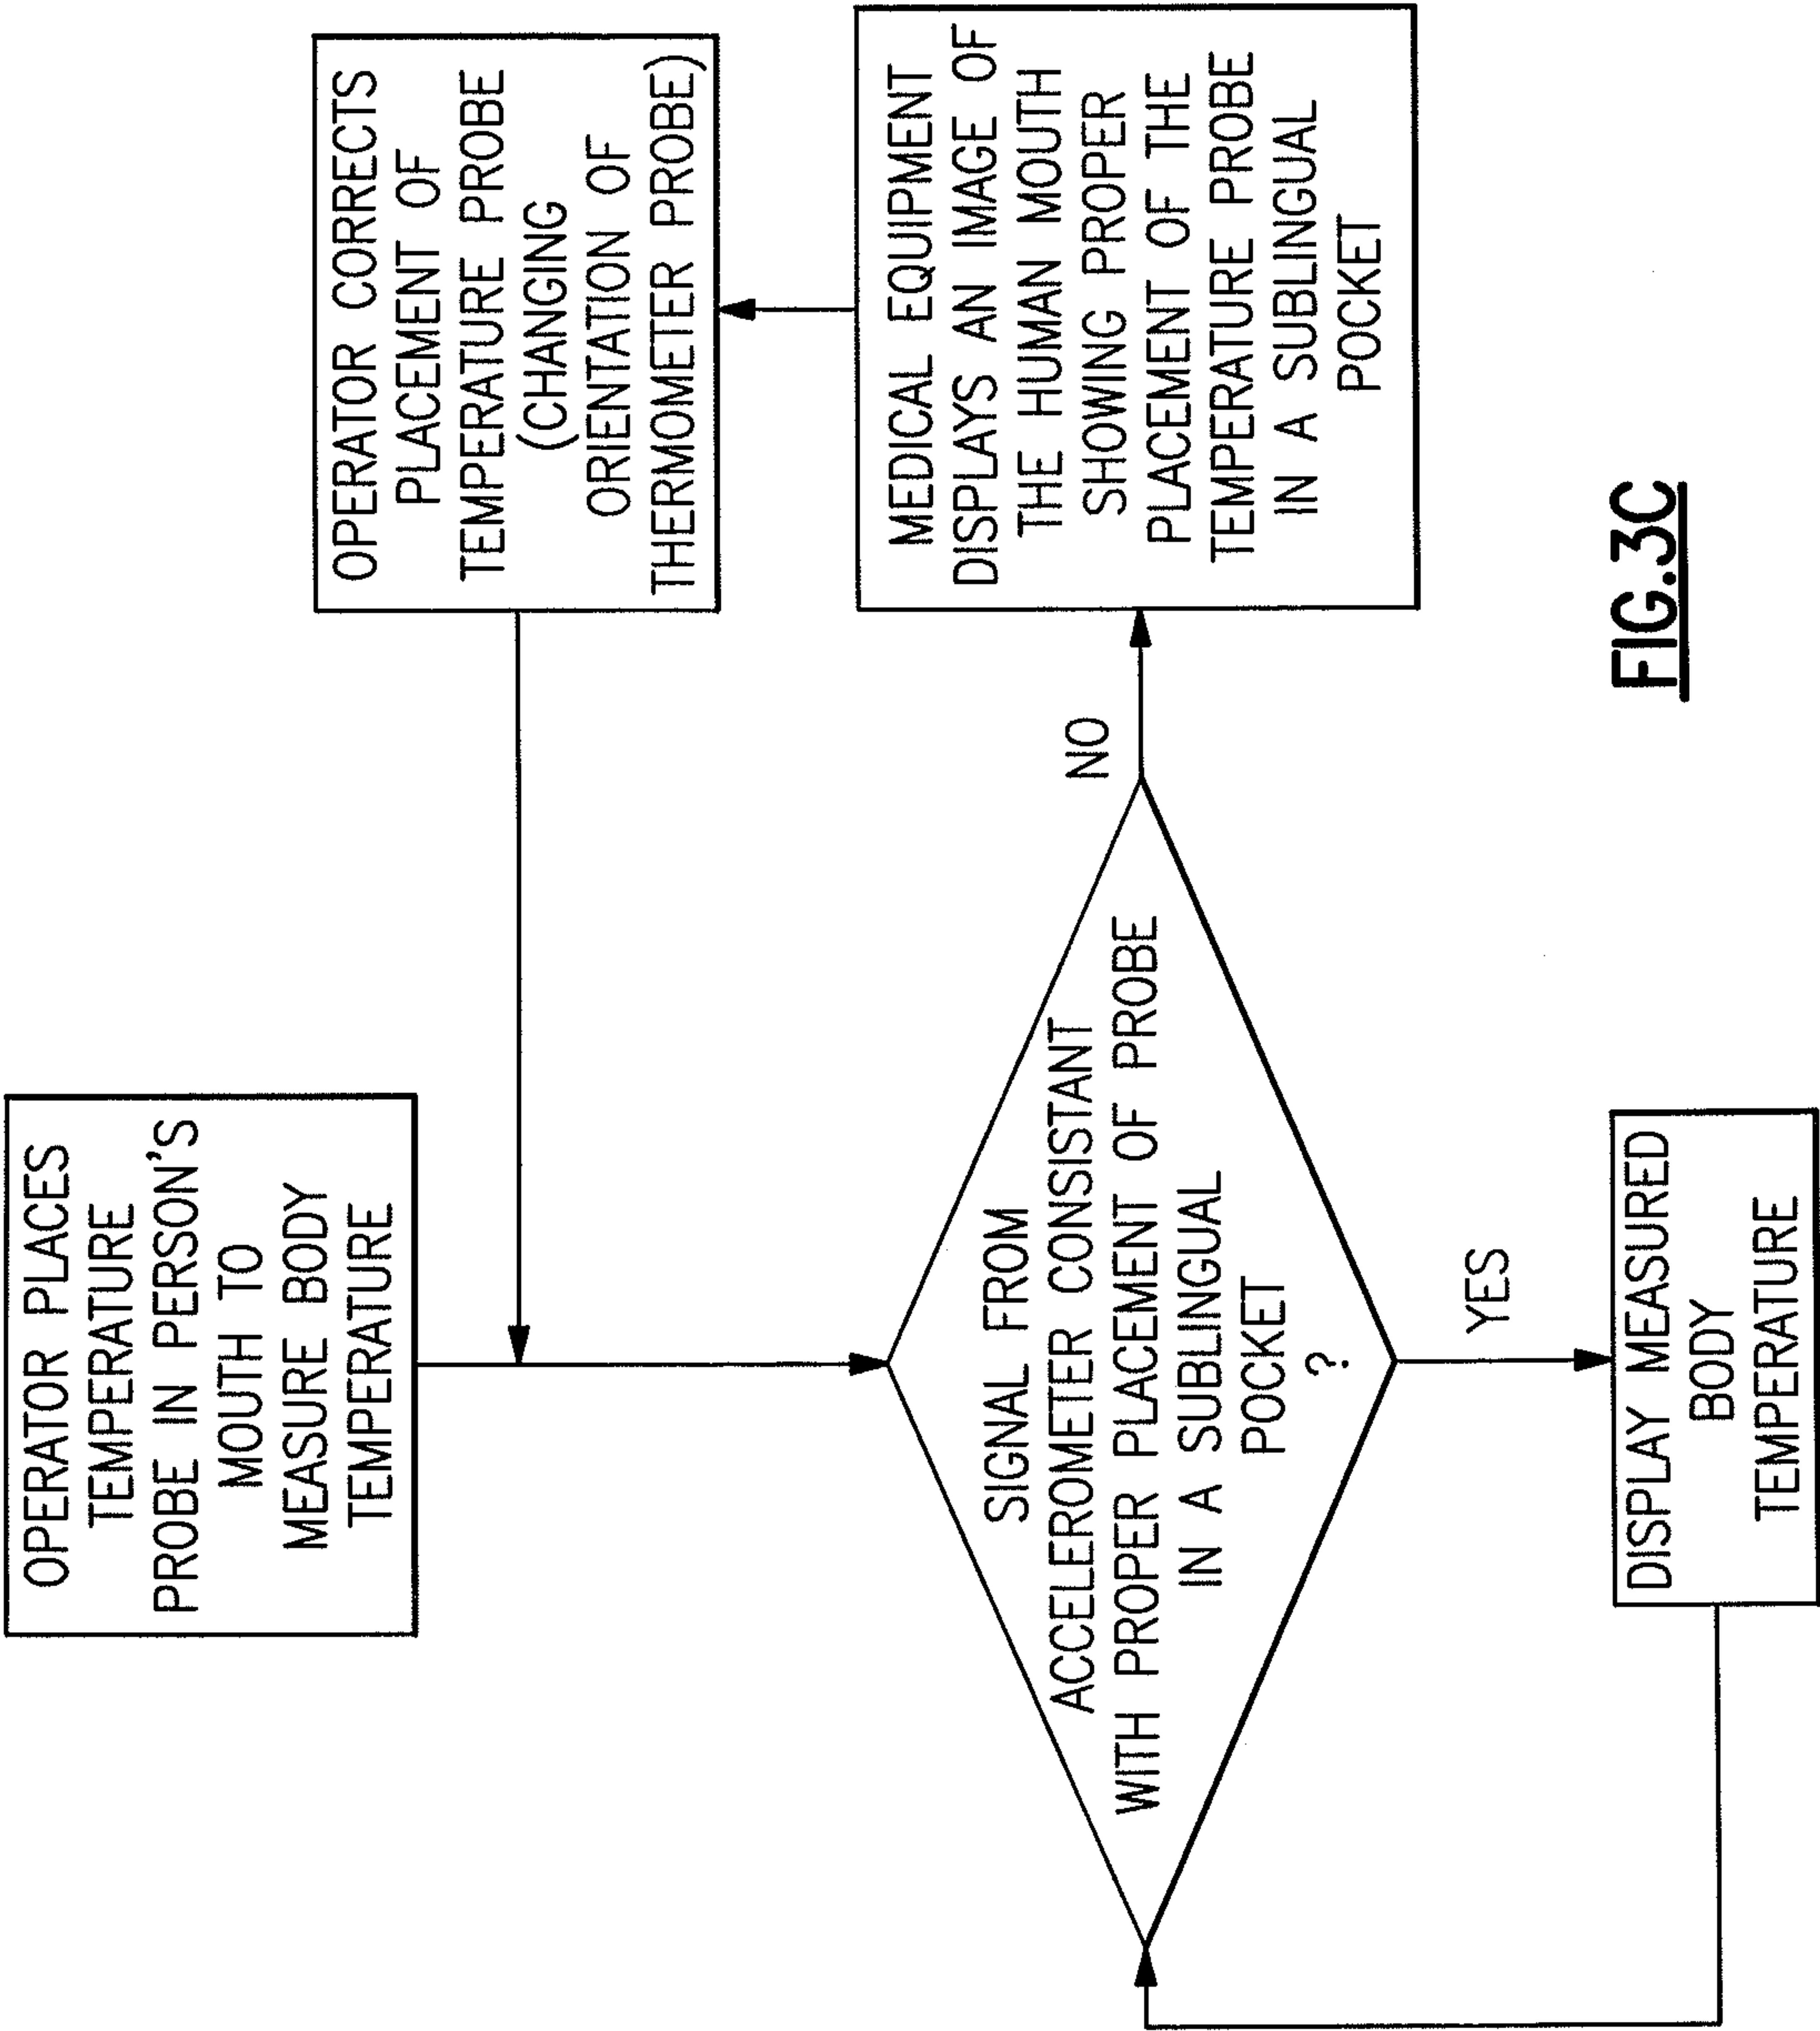 OPERATOR PLACES
TEMPERATURE
PROBE IN PERSON'S
MOUTH TO
MEASURE BODY
TEMPERATURE
OPERATOR CORRECTS
PLACEMENT OF
TEMPERATURE PROBE
(CHANGING
ORIENTATION OF
THERMOMETER PROBE)
SIGNAL FROM
ACCELEROMETER CONSISTANT
WITH PROPER PLACEMENT OF PROBE
IN A SUBLINGUAL
POCKET
?
NO
MEDICAL EQUIPMENT
DISPLAYS AN IMAGE OF
THE HUMAN MOUTH
SHOWING PROPER
PLACEMENT OF THE
TEMPERATURE PROBE
IN A SUBLINGUAL
POCKET
YES
DISPLAY MEASURED
BODY
TEMPERATURE
FIG.3C